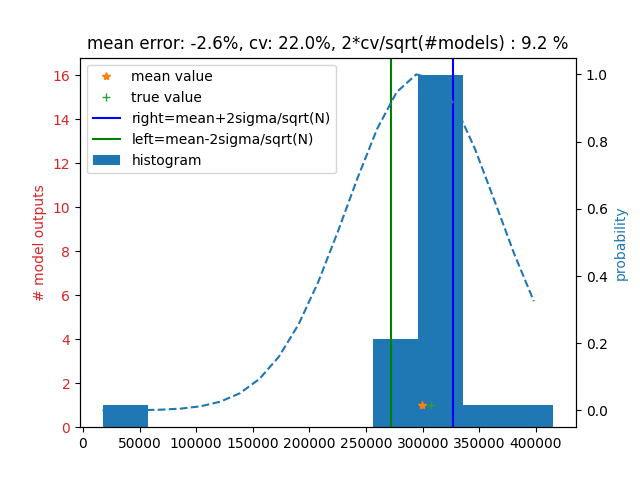 mean error: -2.6%, cv: 22.0%, 2*cv/sqrt(#models) : 9.2 %
mean value
true value
right=mean+2sigma/sqrt(N)
left=mean-2sigma/sqrt(N)
histogram
# model outputs
16
14
12
10
8
6
4
2
0
1.0
0.8
0.6
0.4
0.2
0.0
probability
0 50000 100000 150000 200000 250000 300000 350000 400000